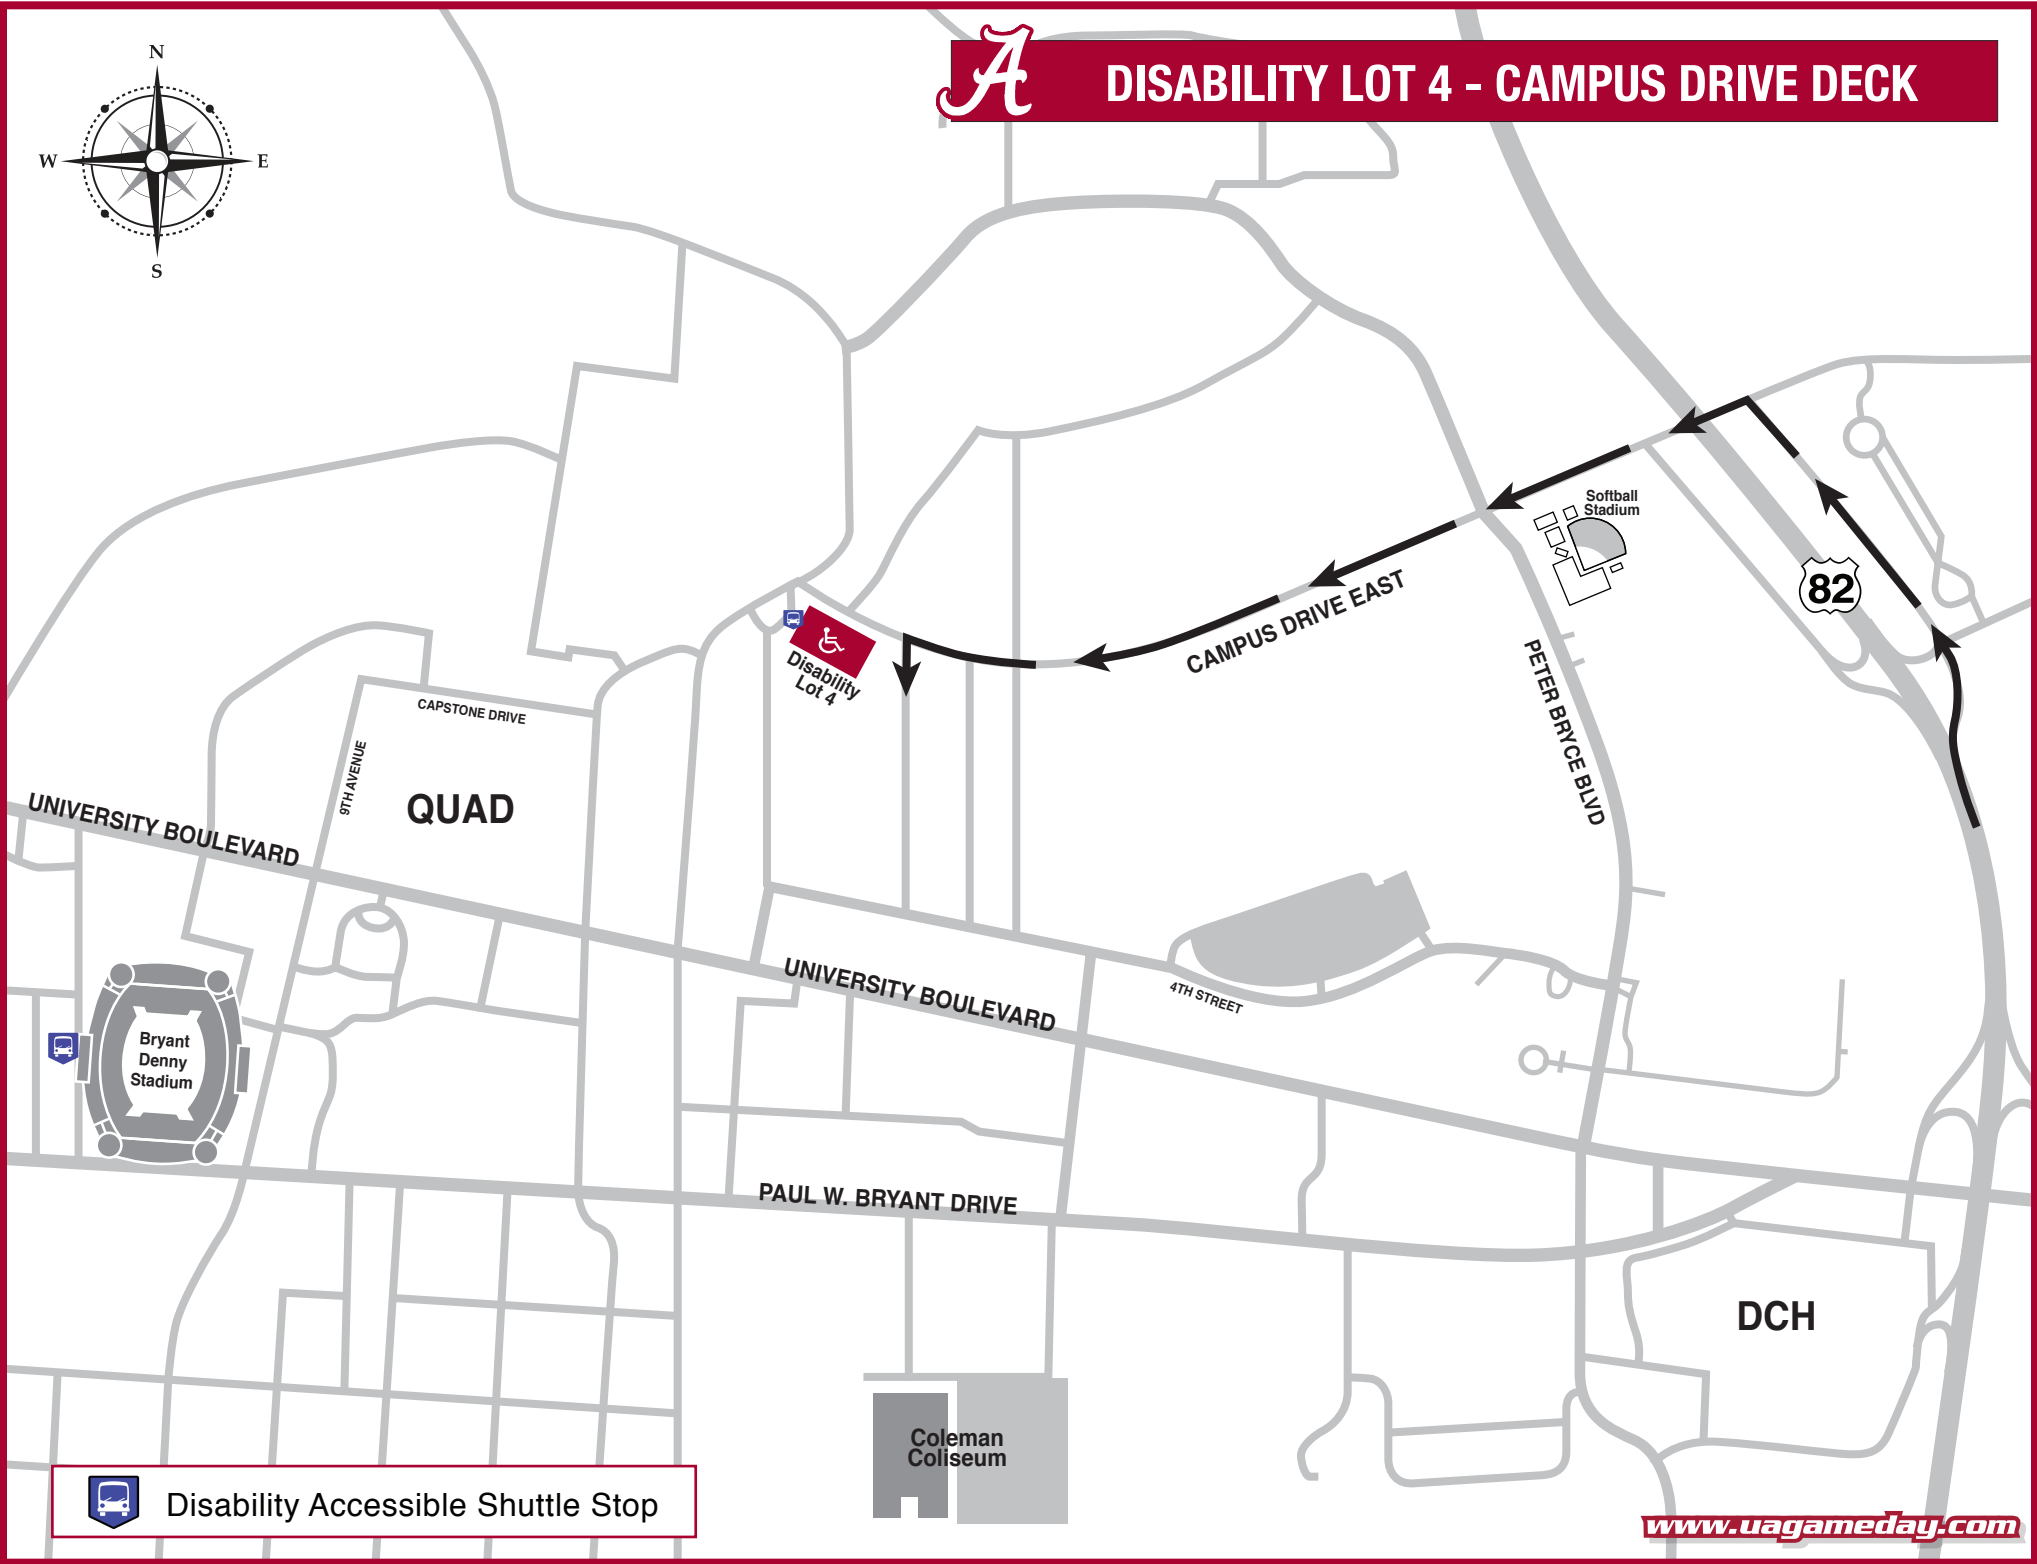 N
W
E
S
A
DISABILITY LOT 4 - CAMPUS DRIVE DECK
Softball
Stadium
82
CAMPUS DRIVE EAST
PETER BRYCE BLVD
Disability
Lot 4
CAPSTONE DRIVE
9TH AVENUE
QUAD
UNIVERSITY BOULEVARD
UNIVERSITY BOULEVARD
4TH STREET
Bryant
Denny
Stadium
PAUL W. BRYANT DRIVE
DCH
Coleman
Coliseum
Disability Accessible Shuttle Stop
www.uagameday.com